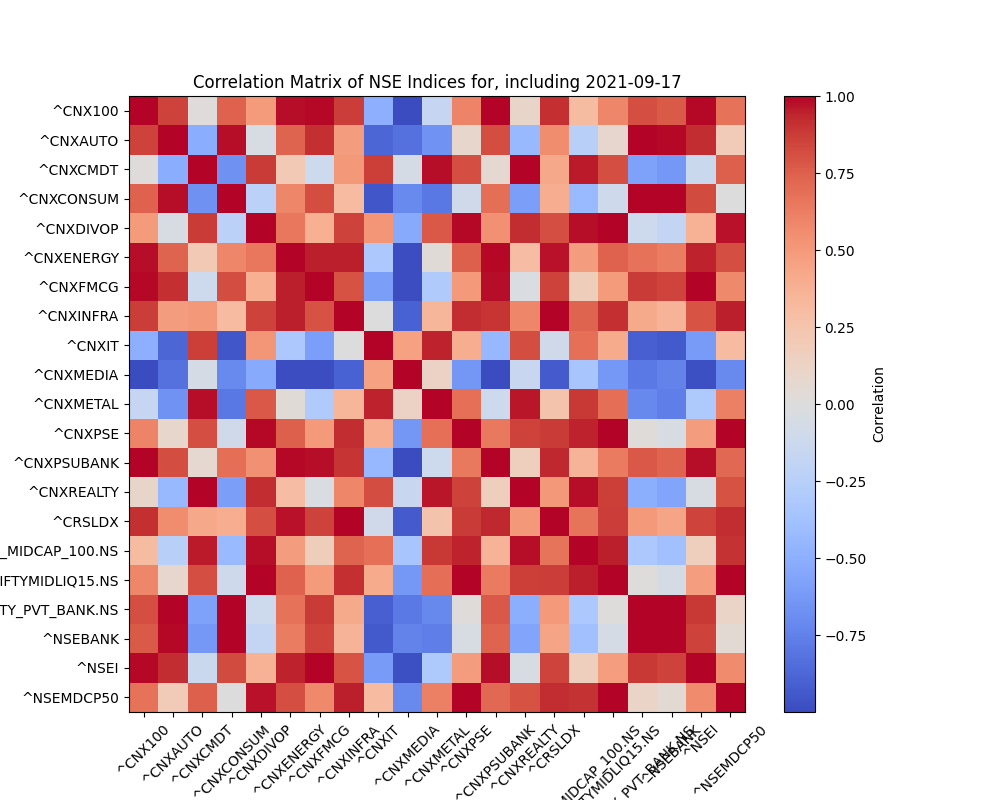 Correlation Matrix of NSE Indices for, including 2021-09-17
^CNX100
^CNXAUTO
^CNXCMDT
^CNXCONSUM
^CNXDIVOP
^CNXENERGY
^CNXFMCG
^CNXINFRA
^CNXIT
^CNXMEDIA
^CNXMETAL
^CNXPSE
^CNXPSUBANK
^CNXREALTY
^CRSLDX
_MIDCAP_100.NS
IFTYMIDLIQ15.NS
TY_PVT_BANK.NS
^NSEBANK
^NSEI
^NSEMDCP50
^CNX100
^CNXAUTO
^CNXCMDT
^CNXCONSUM
^CNXDIVOP
^CNXENERGY
^CNXFMCG
^CNXINFRA
^CNXIT
^CNXMEDIA
^CNXMETAL
^CNXPSE
^CNXPSUBANK
^CNXREALTY
^CRSLDX
MIDCAP_100.NS
TYMIDLIQ15.NS
_PVT_BANK.NS
^NSEBANK
^NSEI
^NSEMDCP50
1.00
0.75
0.50
0.25
0.00
−0.25
−0.50
−0.75
Correlation